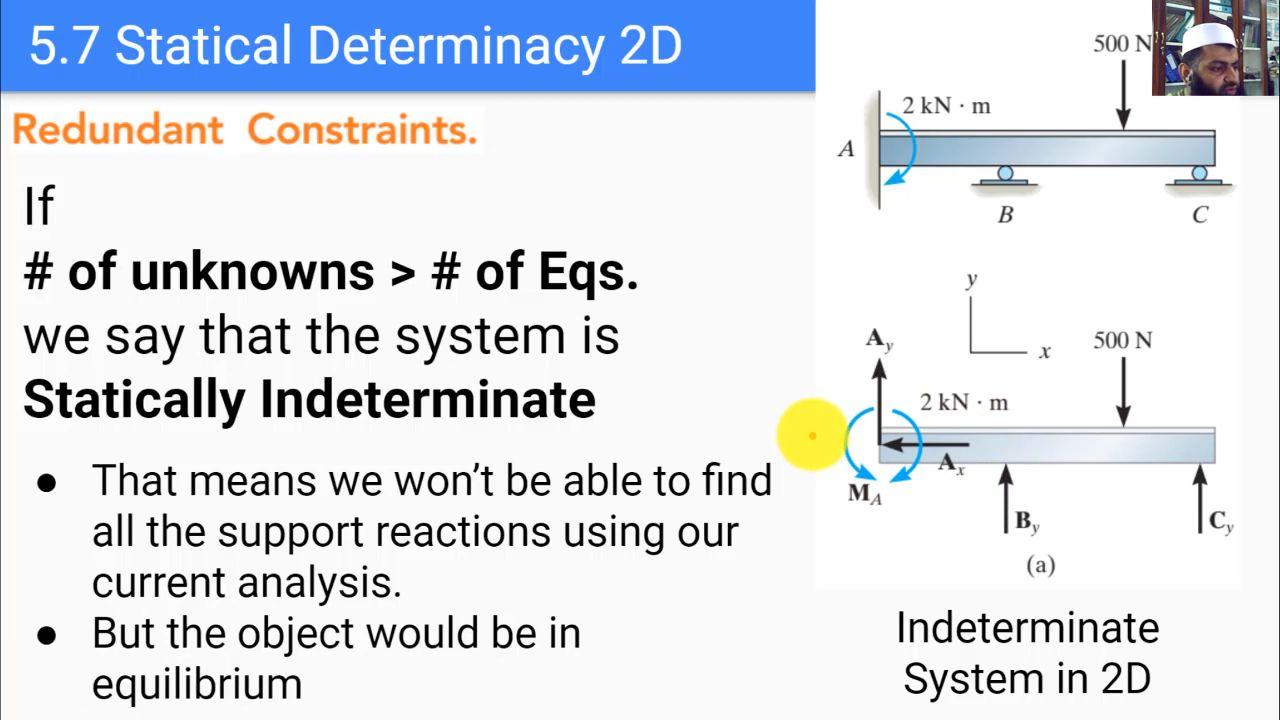 5.7 Statical Determinacy 2D
Redundant Constraints.
If
# of unknowns > # of Eqs.
we say that the system is
Statically Indeterminate
● That means we won't be able to find
all the support reactions using our
current analysis.
● But the object would be in
equilibrium
500 N
2 kN · m
A
B
C
y
x
A_y
500 N
2 kN · m
A_x
M_A
B_y
C_y
(a)
Indeterminate
System in 2D